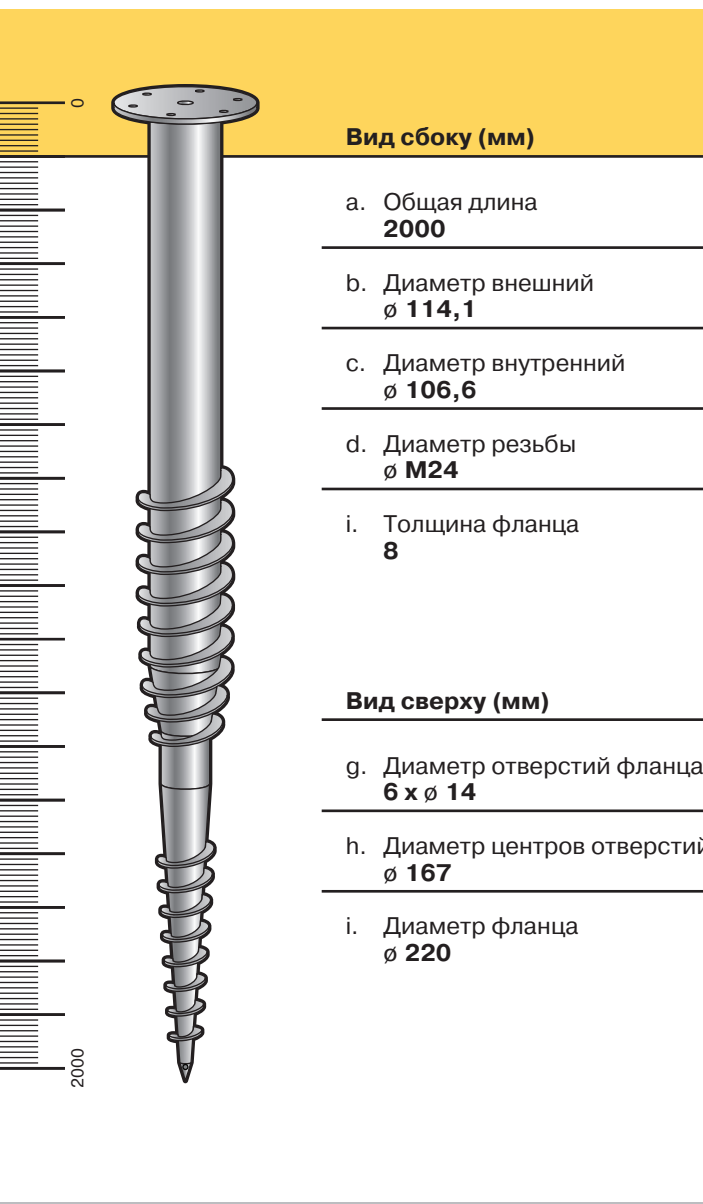 0
Вид сбоку (мм)
a. Общая длина
2000
b. Диаметр внешний
ø 114,1
c. Диаметр внутренний
ø 106,6
d. Диаметр резьбы
ø M24
i. Толщина фланца
8
Вид сверху (мм)
g. Диаметр отверстий фланца
6 x ø 14
h. Диаметр центров отверстий
ø 167
i. Диаметр фланца
ø 220
2000